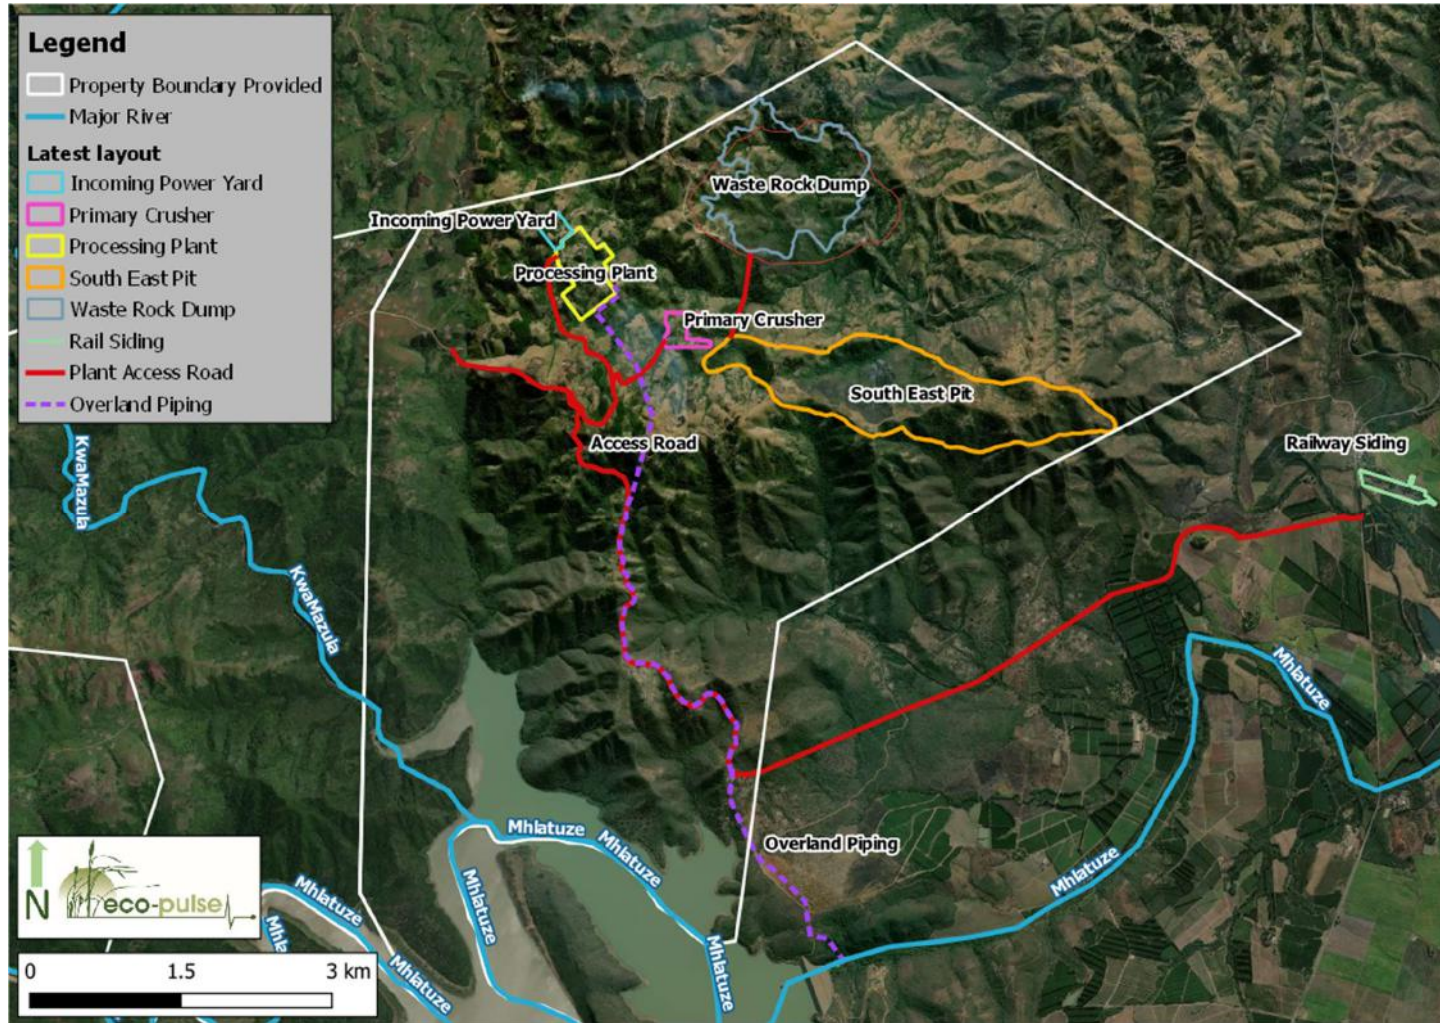 Legend
Property Boundary Provided
Major River
Latest layout
Incoming Power Yard
Primary Crusher
Processing Plant
South East Pit
Waste Rock Dump
Rail Siding
Plant Access Road
Overland Piping
Waste Rock Dump
Incoming Power Yard
Processing Plant
Primary Crusher
South East Pit
Access Road
Railway Siding
KwaMazula
KwaMazula
Mhlatuze
Mhlatuze
Mhlatuze
Mhlatuze
Overland Piping
Mhlatuze
Mhlatuze
Mhla
Mhlatuze
Mhlatuze
N
eco-pulse
0 1.5 3 km